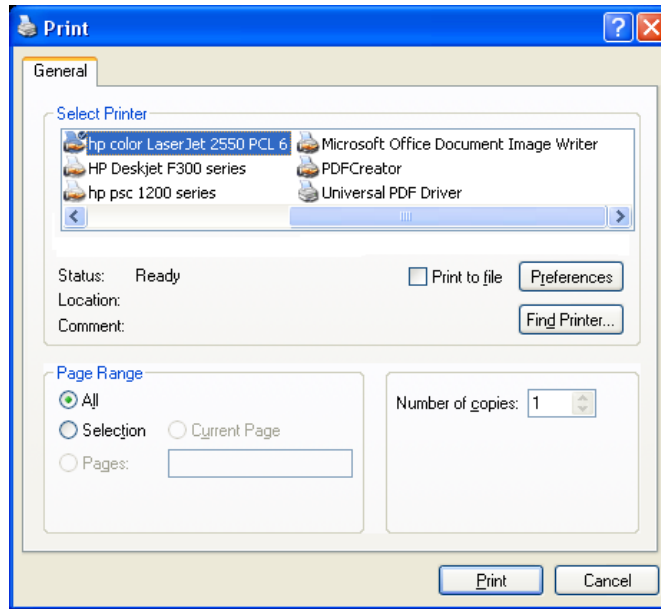 Print
General
Select Printer
hp color LaserJet 2550 PCL 6 Microsoft Office Document Image Writer
HP Deskjet F300 series PDFCreator
hp psc 1200 series Universal PDF Driver
Status: Ready Print to file Preferences
Location:
Comment: Find Printer...
Page Range
All Number of copies: 1
Selection Current Page
Pages:
Print Cancel